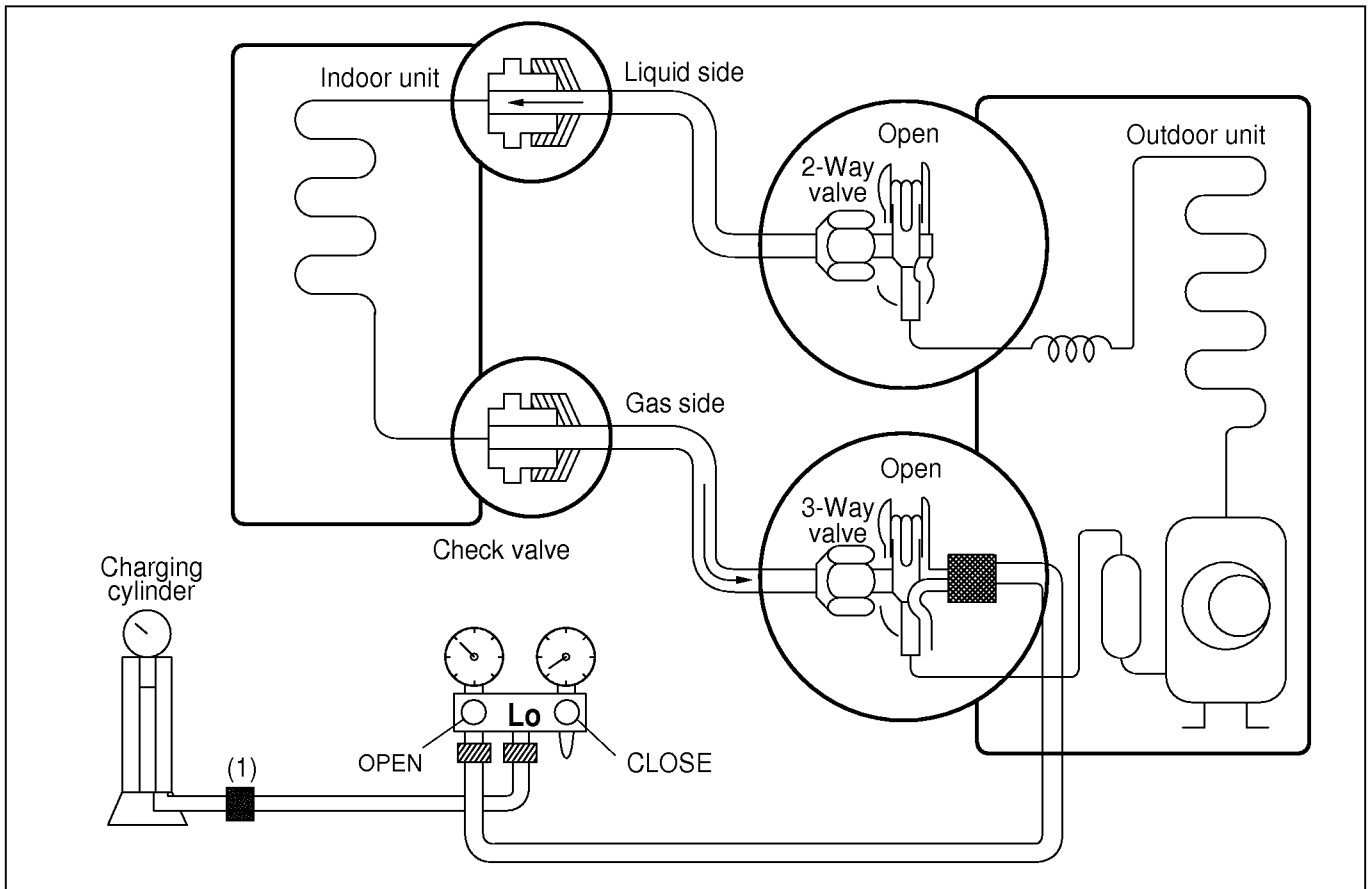 Indoor unit
Liquid side
Open
2-Way
valve
Outdoor unit
Gas side
Open
3-Way
valve
Check valve
Charging
cylinder
Lo
OPEN
CLOSE
(1)